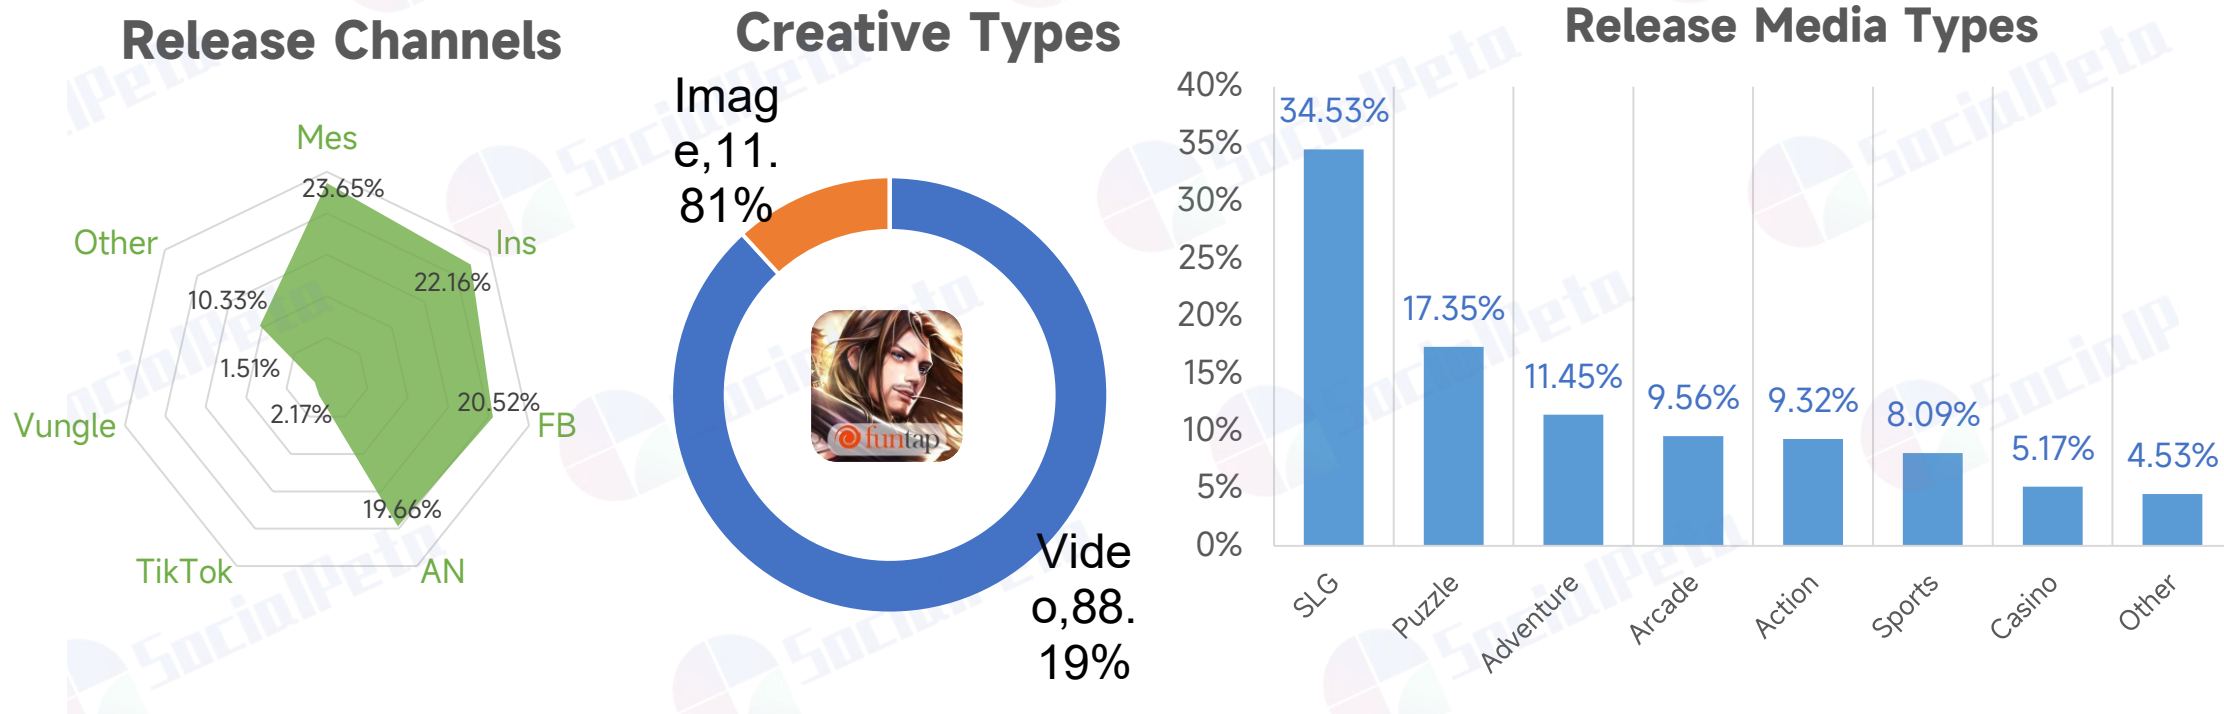 Release Channels
Mes
23.65%
Other
Ins
22.16%
10.33%
1.51%
20.52%
2.17%
Vungle
FB
19.66%
TikTok
AN
Creative Types
Imag
e,11.
81%
funtap
Vide
o,88.
19%
Release Media Types
40%
35%
30%
25%
20%
15%
10%
5%
0%
34.53%
17.35%
11.45%
9.56%
9.32%
8.09%
5.17%
4.53%
SLG
Puzzle
Adventure
Arcade
Action
Sports
Casino
Other
SocialPeta